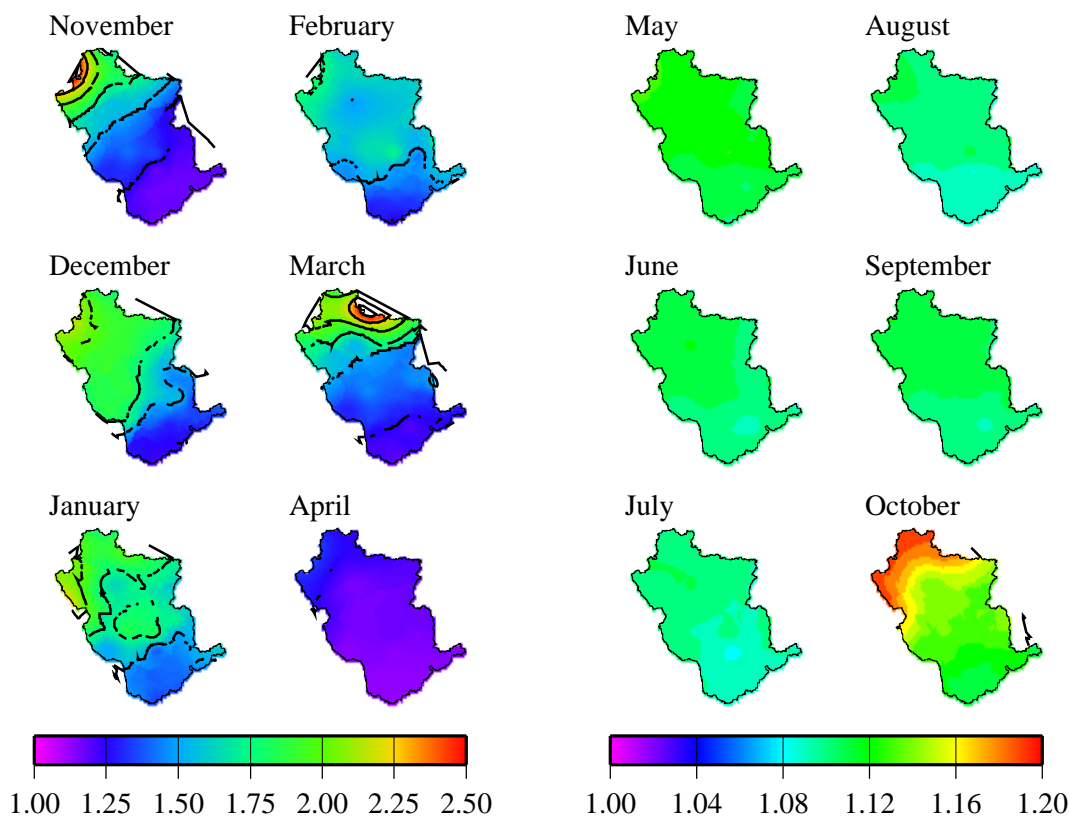 November February May August
December March June September
January April July October
1.00 1.25 1.50 1.75 2.00 2.25 2.50 1.00 1.04 1.08 1.12 1.16 1.20